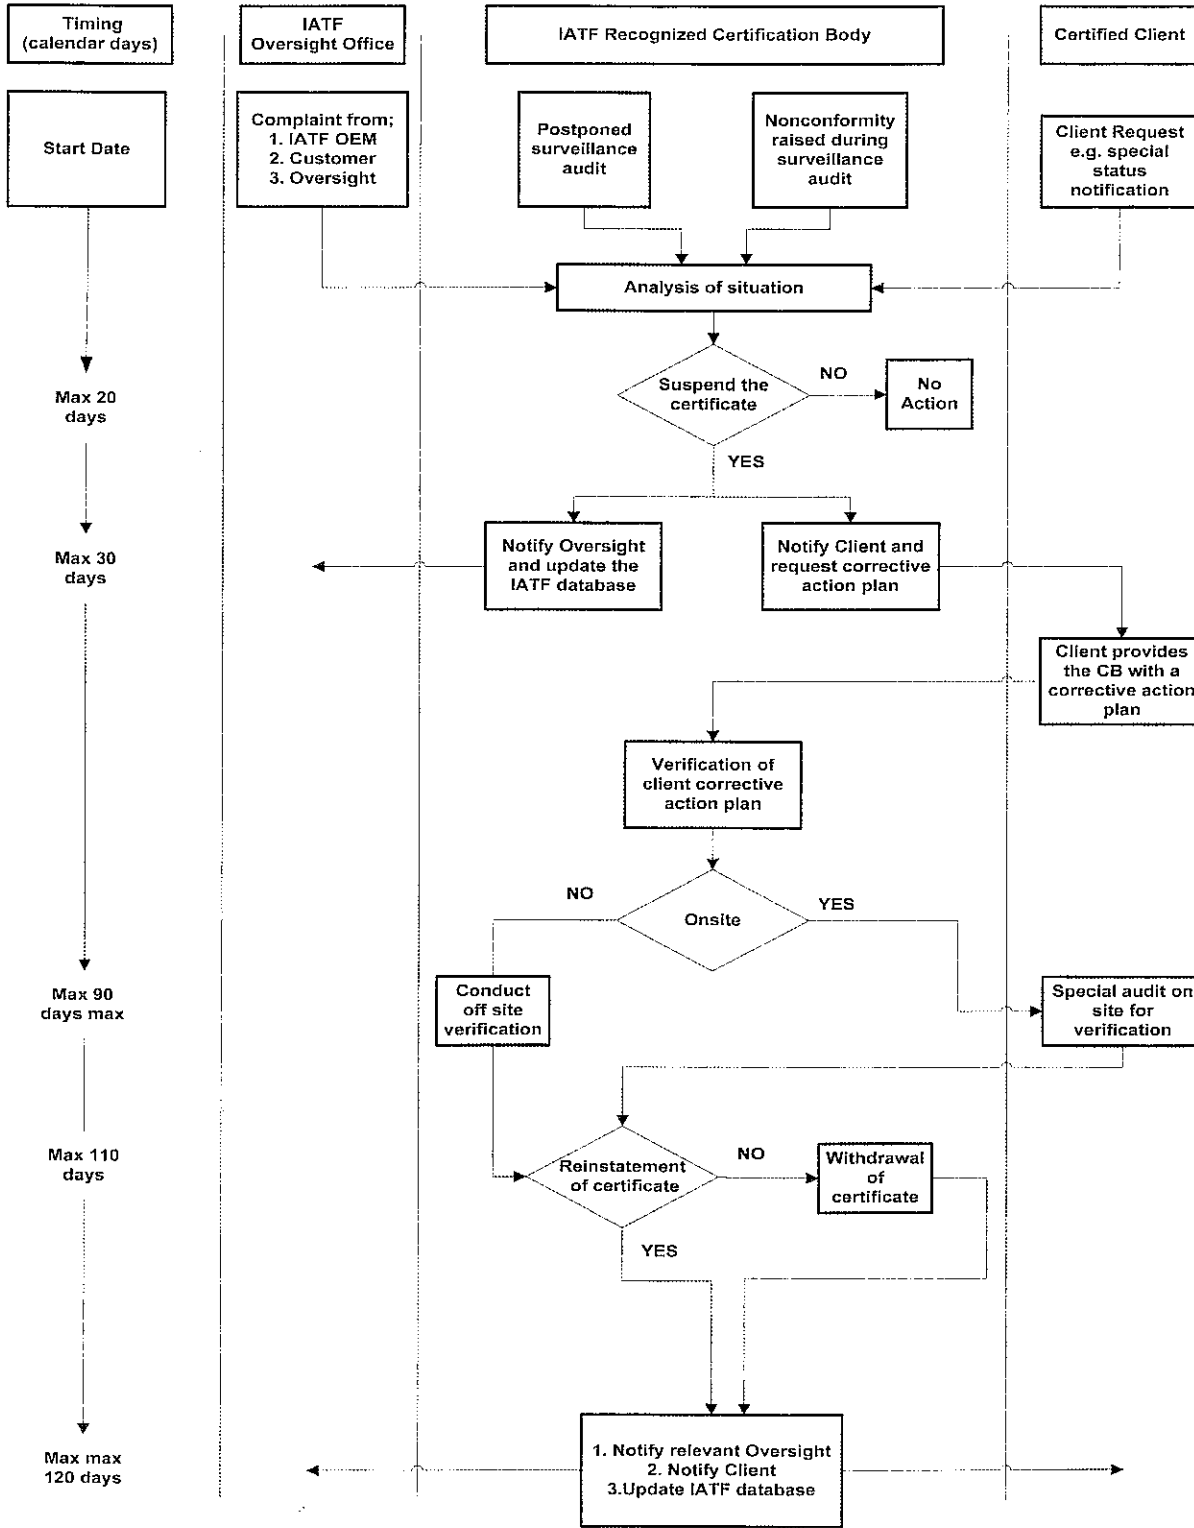 Timing
(calendar days)
IATF
Oversight Office
IATF Recognized Certification Body
Certified Client
Start Date
Complaint from;
1. IATF OEM
2. Customer
3. Oversight
Postponed
surveillance
audit
Nonconformity
raised during
surveillance
audit
Client Request
e.g. special
status
notification
Analysis of situation
Max 20
days
Suspend the
certificate
NO
No
Action
YES
Max 30
days
Notify Oversight
and update the
IATF database
Notify Client and
request corrective
action plan
Client provides
the CB with a
corrective action
plan
Verification of
client corrective
action plan
NO
Onsite
YES
Max 90
days max
Conduct
off site
verification
Special audit on
site for
verification
Max 110
days
Reinstatement
of certificate
NO
Withdrawal
of
certificate
YES
Max max
120 days
1. Notify relevant Oversight
2. Notify Client
3.Update IATF database